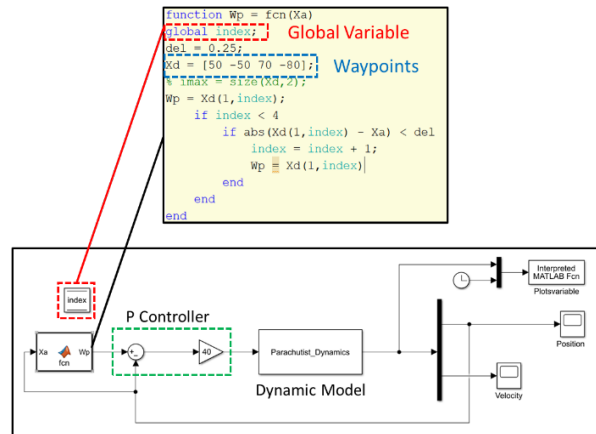 function Wp = fcn(Xa)
global index;
Global Variable
del = 0.25;
Xd = [50 -50 70 -80];
Waypoints
% imax = size(Xd,2);
Wp = Xd(1,index);
if index < 4
if abs(Xd(1,index) - Xa) < del
index = index + 1;
Wp = Xd(1,index)
end
end
end
index
P Controller
Interpreted
MATLAB Fcn
Plotsvariable
Xa
Wp
fcn
40
Parachutist_Dynamics
Position
Dynamic Model
Velocity